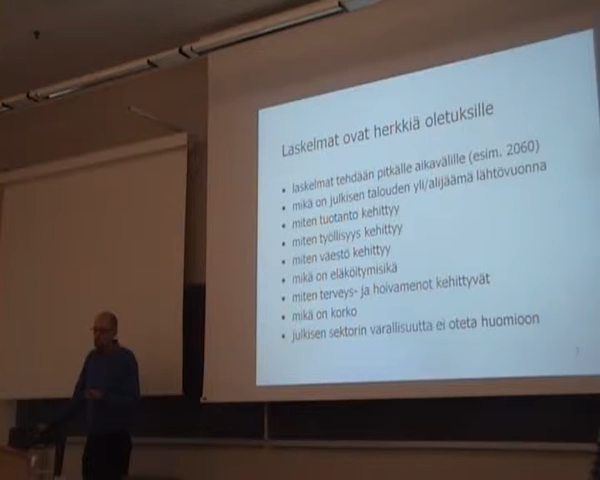 Laskelmat ovat herkkiä oletuksille
• laskelmat tehdään pitkälle aikavälille (esim. 2060)
• mikä on julkisen talouden yli/alijäämä lähtövuonna
• miten tuotanto kehittyy
• miten työllisyys kehittyy
• miten väestö kehittyy
• mikä on eläköitymisikä
• miten terveys- ja hoivamenot kehittyvät
• mikä on korko
• julkisen sektorin varallisuutta ei oteta huomioon